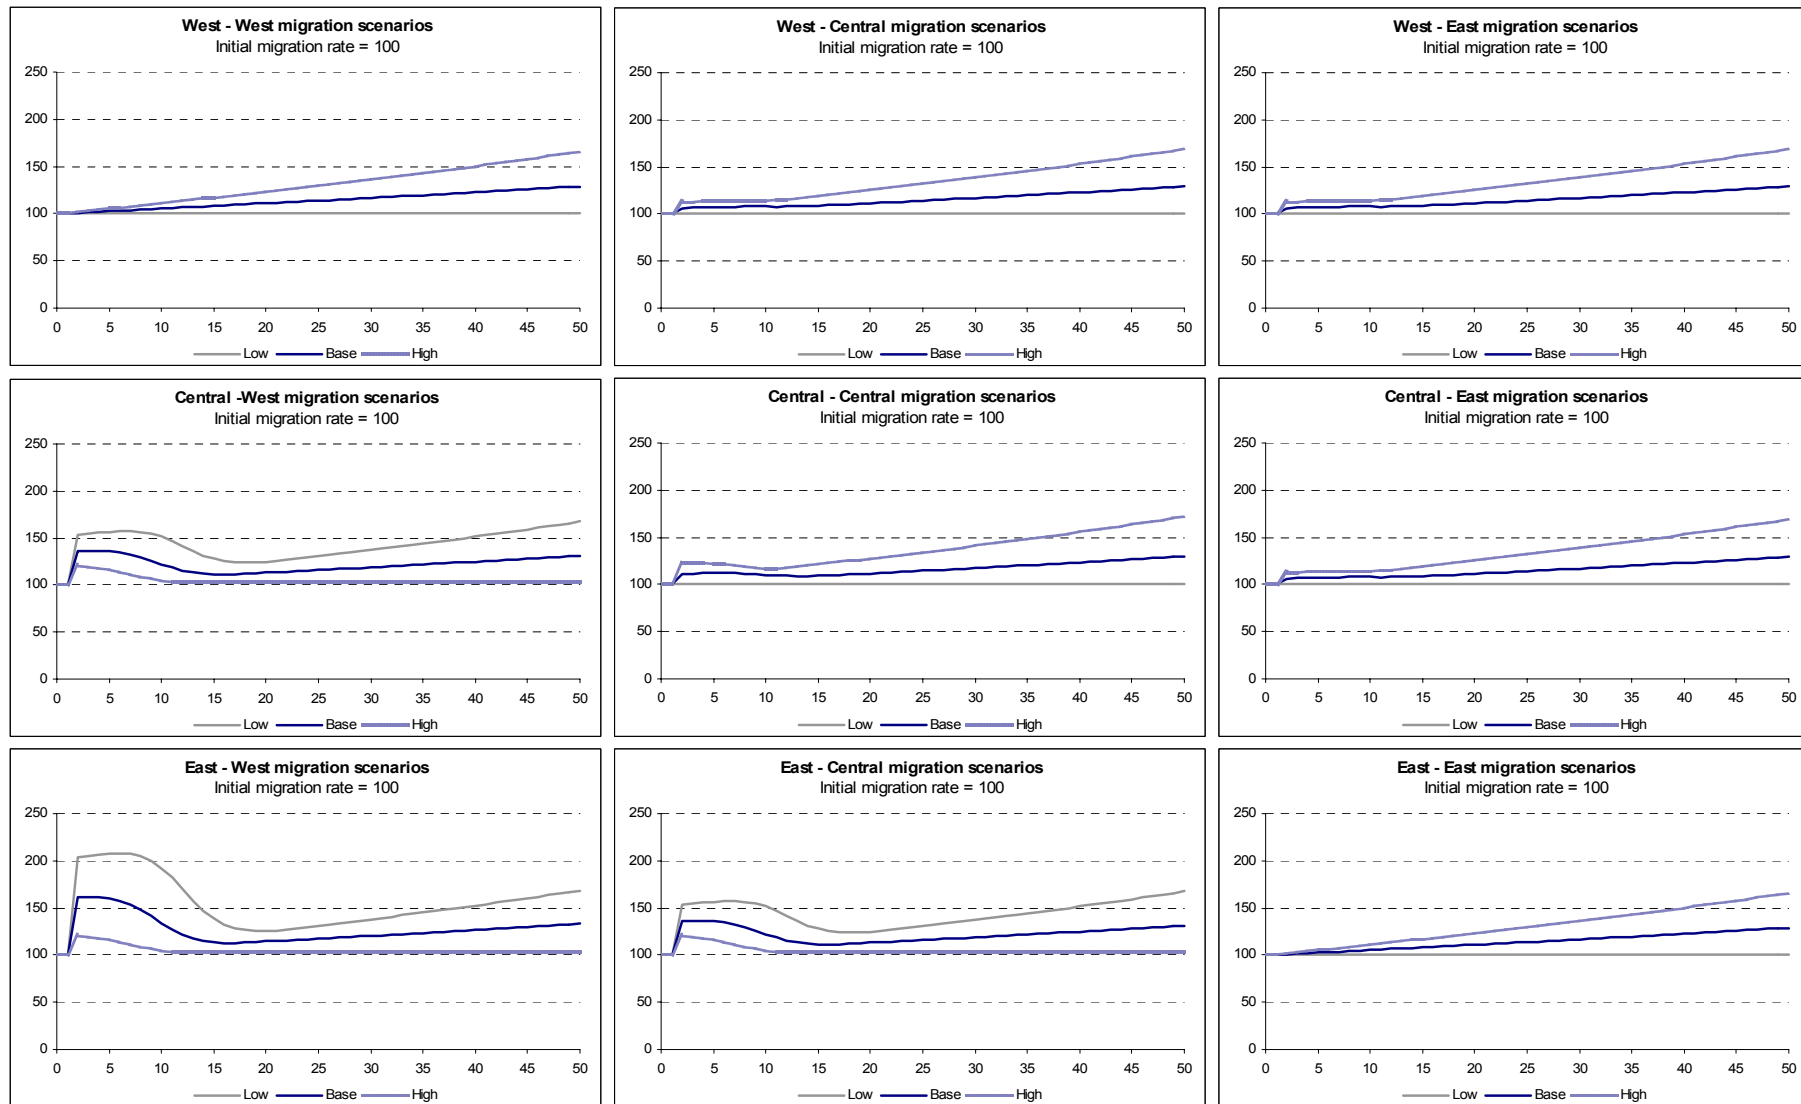 West - West migration scenarios
Initial migration rate = 100
250
200
150
100
50
0
0 5 10 15 20 25 30 35 40 45 50
Low Base High
West - Central migration scenarios
Initial migration rate = 100
250
200
150
100
50
0
0 5 10 15 20 25 30 35 40 45 50
Low Base High
West - East migration scenarios
Initial migration rate = 100
250
200
150
100
50
0
0 5 10 15 20 25 30 35 40 45 50
Low Base High
Central -West migration scenarios
Initial migration rate = 100
250
200
150
100
50
0
0 5 10 15 20 25 30 35 40 45 50
Low Base High
Central - Central migration scenarios
Initial migration rate = 100
250
200
150
100
50
0
0 5 10 15 20 25 30 35 40 45 50
Low Base High
Central - East migration scenarios
Initial migration rate = 100
250
200
150
100
50
0
0 5 10 15 20 25 30 35 40 45 50
Low Base High
East - West migration scenarios
Initial migration rate = 100
250
200
150
100
50
0
0 5 10 15 20 25 30 35 40 45 50
Low Base High
East - Central migration scenarios
Initial migration rate = 100
250
200
150
100
50
0
0 5 10 15 20 25 30 35 40 45 50
Low Base High
East - East migration scenarios
Initial migration rate = 100
250
200
150
100
50
0
0 5 10 15 20 25 30 35 40 45 50
Low Base High